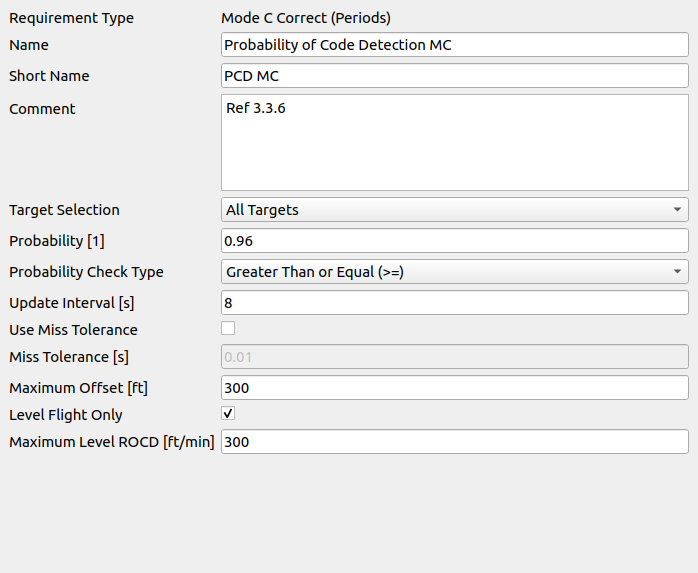 Requirement Type Mode C Correct (Periods)
Name Probability of Code Detection MC
Short Name PCD MC
Comment Ref 3.3.6
Target Selection All Targets
Probability [1] 0.96
Probability Check Type Greater Than or Equal (>=)
Update Interval [s] 8
Use Miss Tolerance
Miss Tolerance [s] 0.01
Maximum Offset [ft] 300
Level Flight Only
Maximum Level ROCD [ft/min] 300